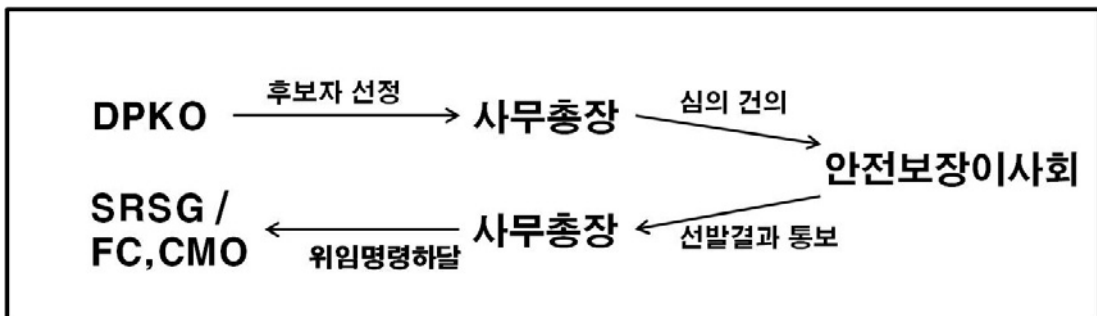 후보자 선정
DPKO
사무총장
심의 건의
안전보장이사회
SRSG /
FC,CMO
위임명령하달
사무총장
선발결과 통보